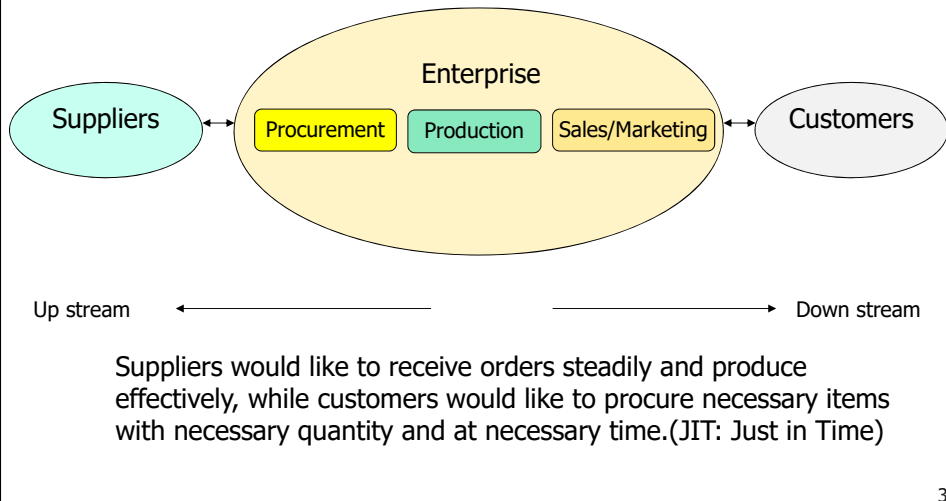 Enterprise
Suppliers
Procurement
Production
Sales/Marketing
Customers
Up stream
Down stream
Suppliers would like to receive orders steadily and produce
effectively, while customers would like to procure necessary items
with necessary quantity and at necessary time.(JIT: Just in Time)
3